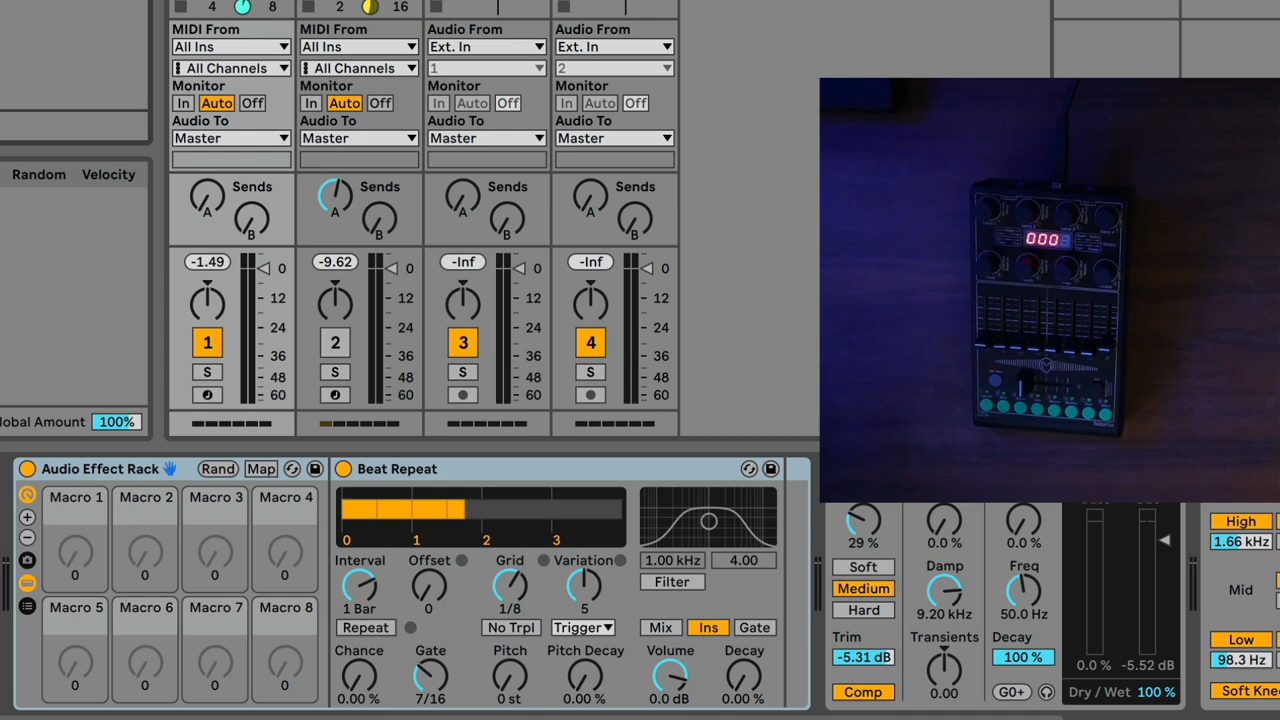 4 8 2 16
MIDI From MIDI From Audio From Audio From
All Ins All Ins Ext. In Ext. In
All Channels All Channels 1 2
Monitor Monitor Monitor Monitor
In Auto Off In Auto Off In Auto Off In Auto Off
Audio To Audio To Audio To Audio To
Master Master Master Master
Random Velocity
Sends Sends Sends Sends
A A A A
B B B B
-1.49 0 -9.62 0 -Inf 0 -Inf 0
12 12 12 12
24 24 24 24
1 2 3 4
36 36 36 36
S S S S
48 48 48 48
60 60 60 60
000
lobal Amount 100%
Audio Effect Rack Rand Map
Macro 1 Macro 2 Macro 3 Macro 4
0 0 0 0
Macro 5 Macro 6 Macro 7 Macro 8
0 0 0 0
Beat Repeat
0 1 2 3
Interval Offset Grid Variation
1 Bar 0 1/8 5
Repeat No Trpl Trigger
Chance Gate Pitch Pitch Decay
0.00 % 7/16 0 st 0.00 %
1.00 kHz 4.00
Filter
Mix Ins Gate
Volume Decay
0.0 dB 0.00 %
29 % 0.0 % 0.0 %
Soft Damp Freq
Medium
Hard 9.20 kHz 50.0 Hz
Trim Transients Decay
-5.31 dB 100 %
Comp 0.00 G0+
0.0 % -5.52 dB
Dry / Wet 100 %
High
1.66 kHz
Mid
Low
98.3 Hz
Soft Kne